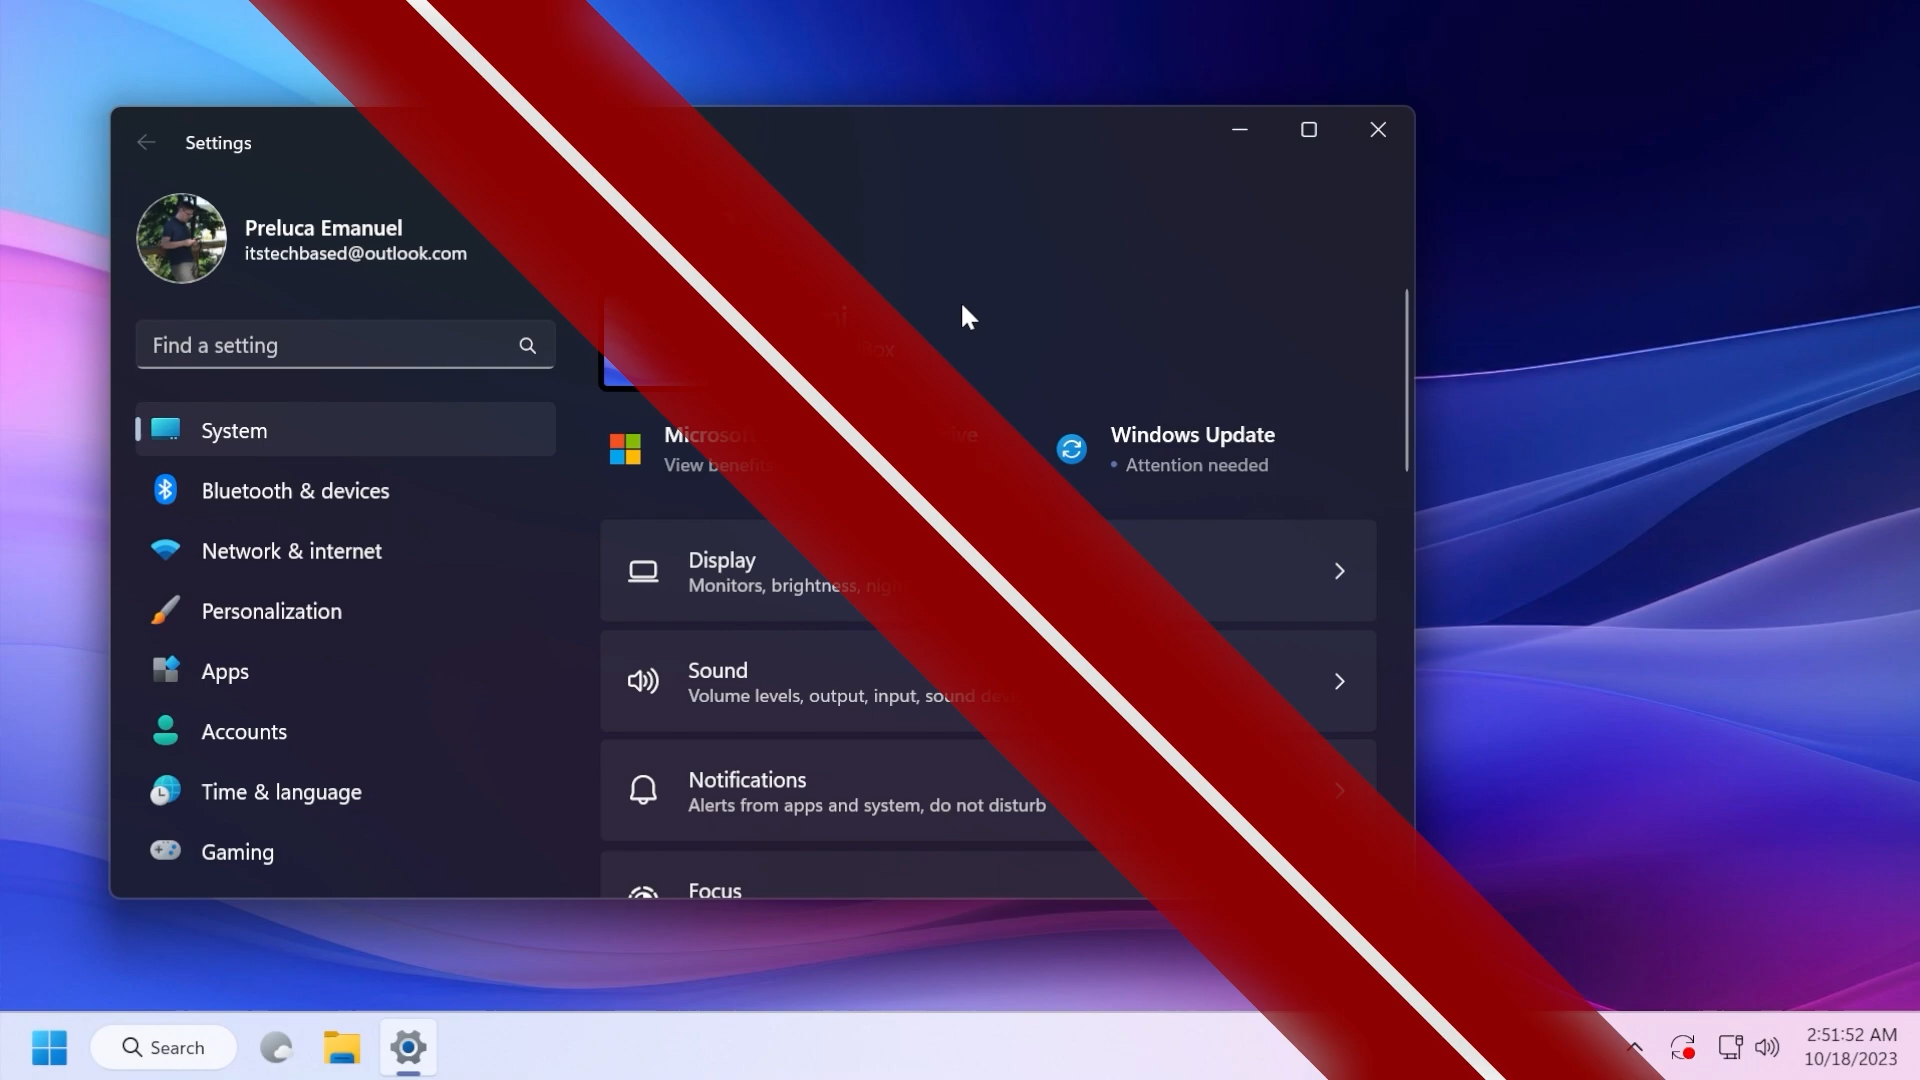 Settings
Preluca Emanuel
itstechbased@outlook.com
Find a setting
System
Bluetooth & devices
Network & internet
Personalization
Apps
Accounts
Time & language
Gaming
Microsoft
View benefits
Windows Update
• Attention needed
Display
Monitors, brightness,
Sound
Volume levels, output, input, sound
Notifications
Alerts from apps and system, do not disturb
Focus
Search
2:51:52 AM
10/18/2023